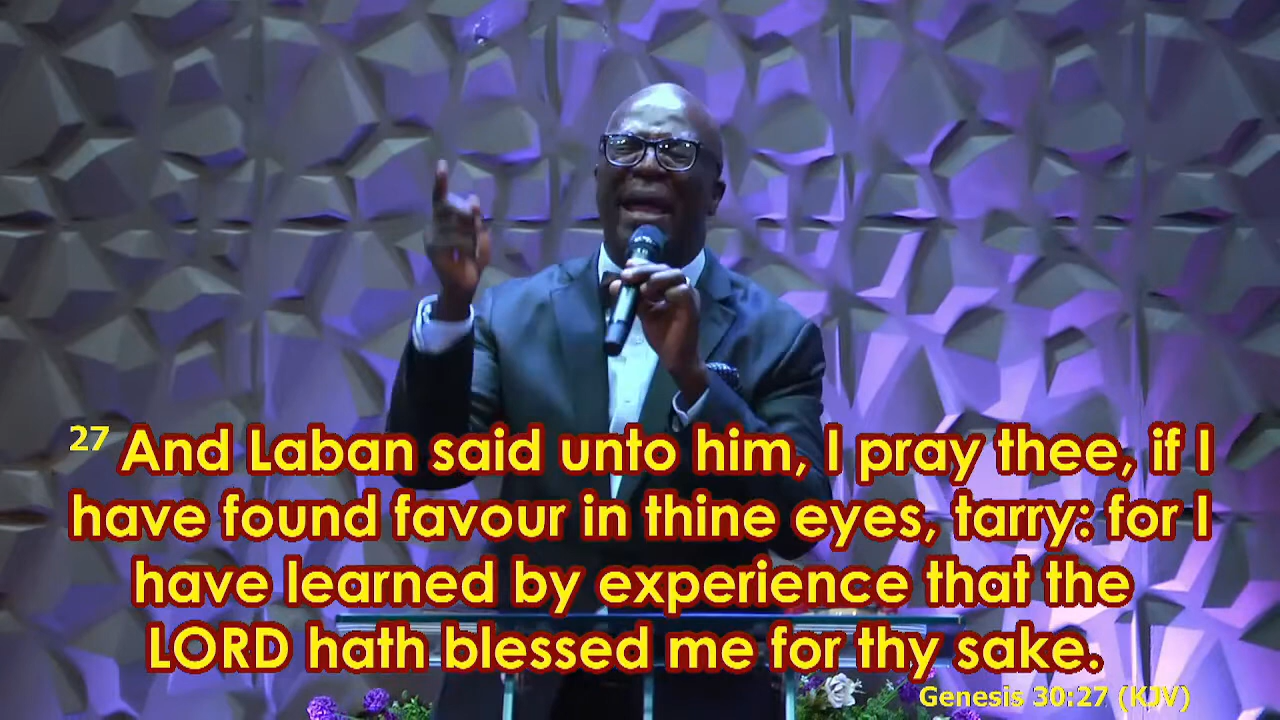 27 And Laban said unto him, I pray thee, if I
have found favour in thine eyes, tarry: for I
have learned by experience that the
LORD hath blessed me for thy sake.
Genesis 30:27 (KJV)